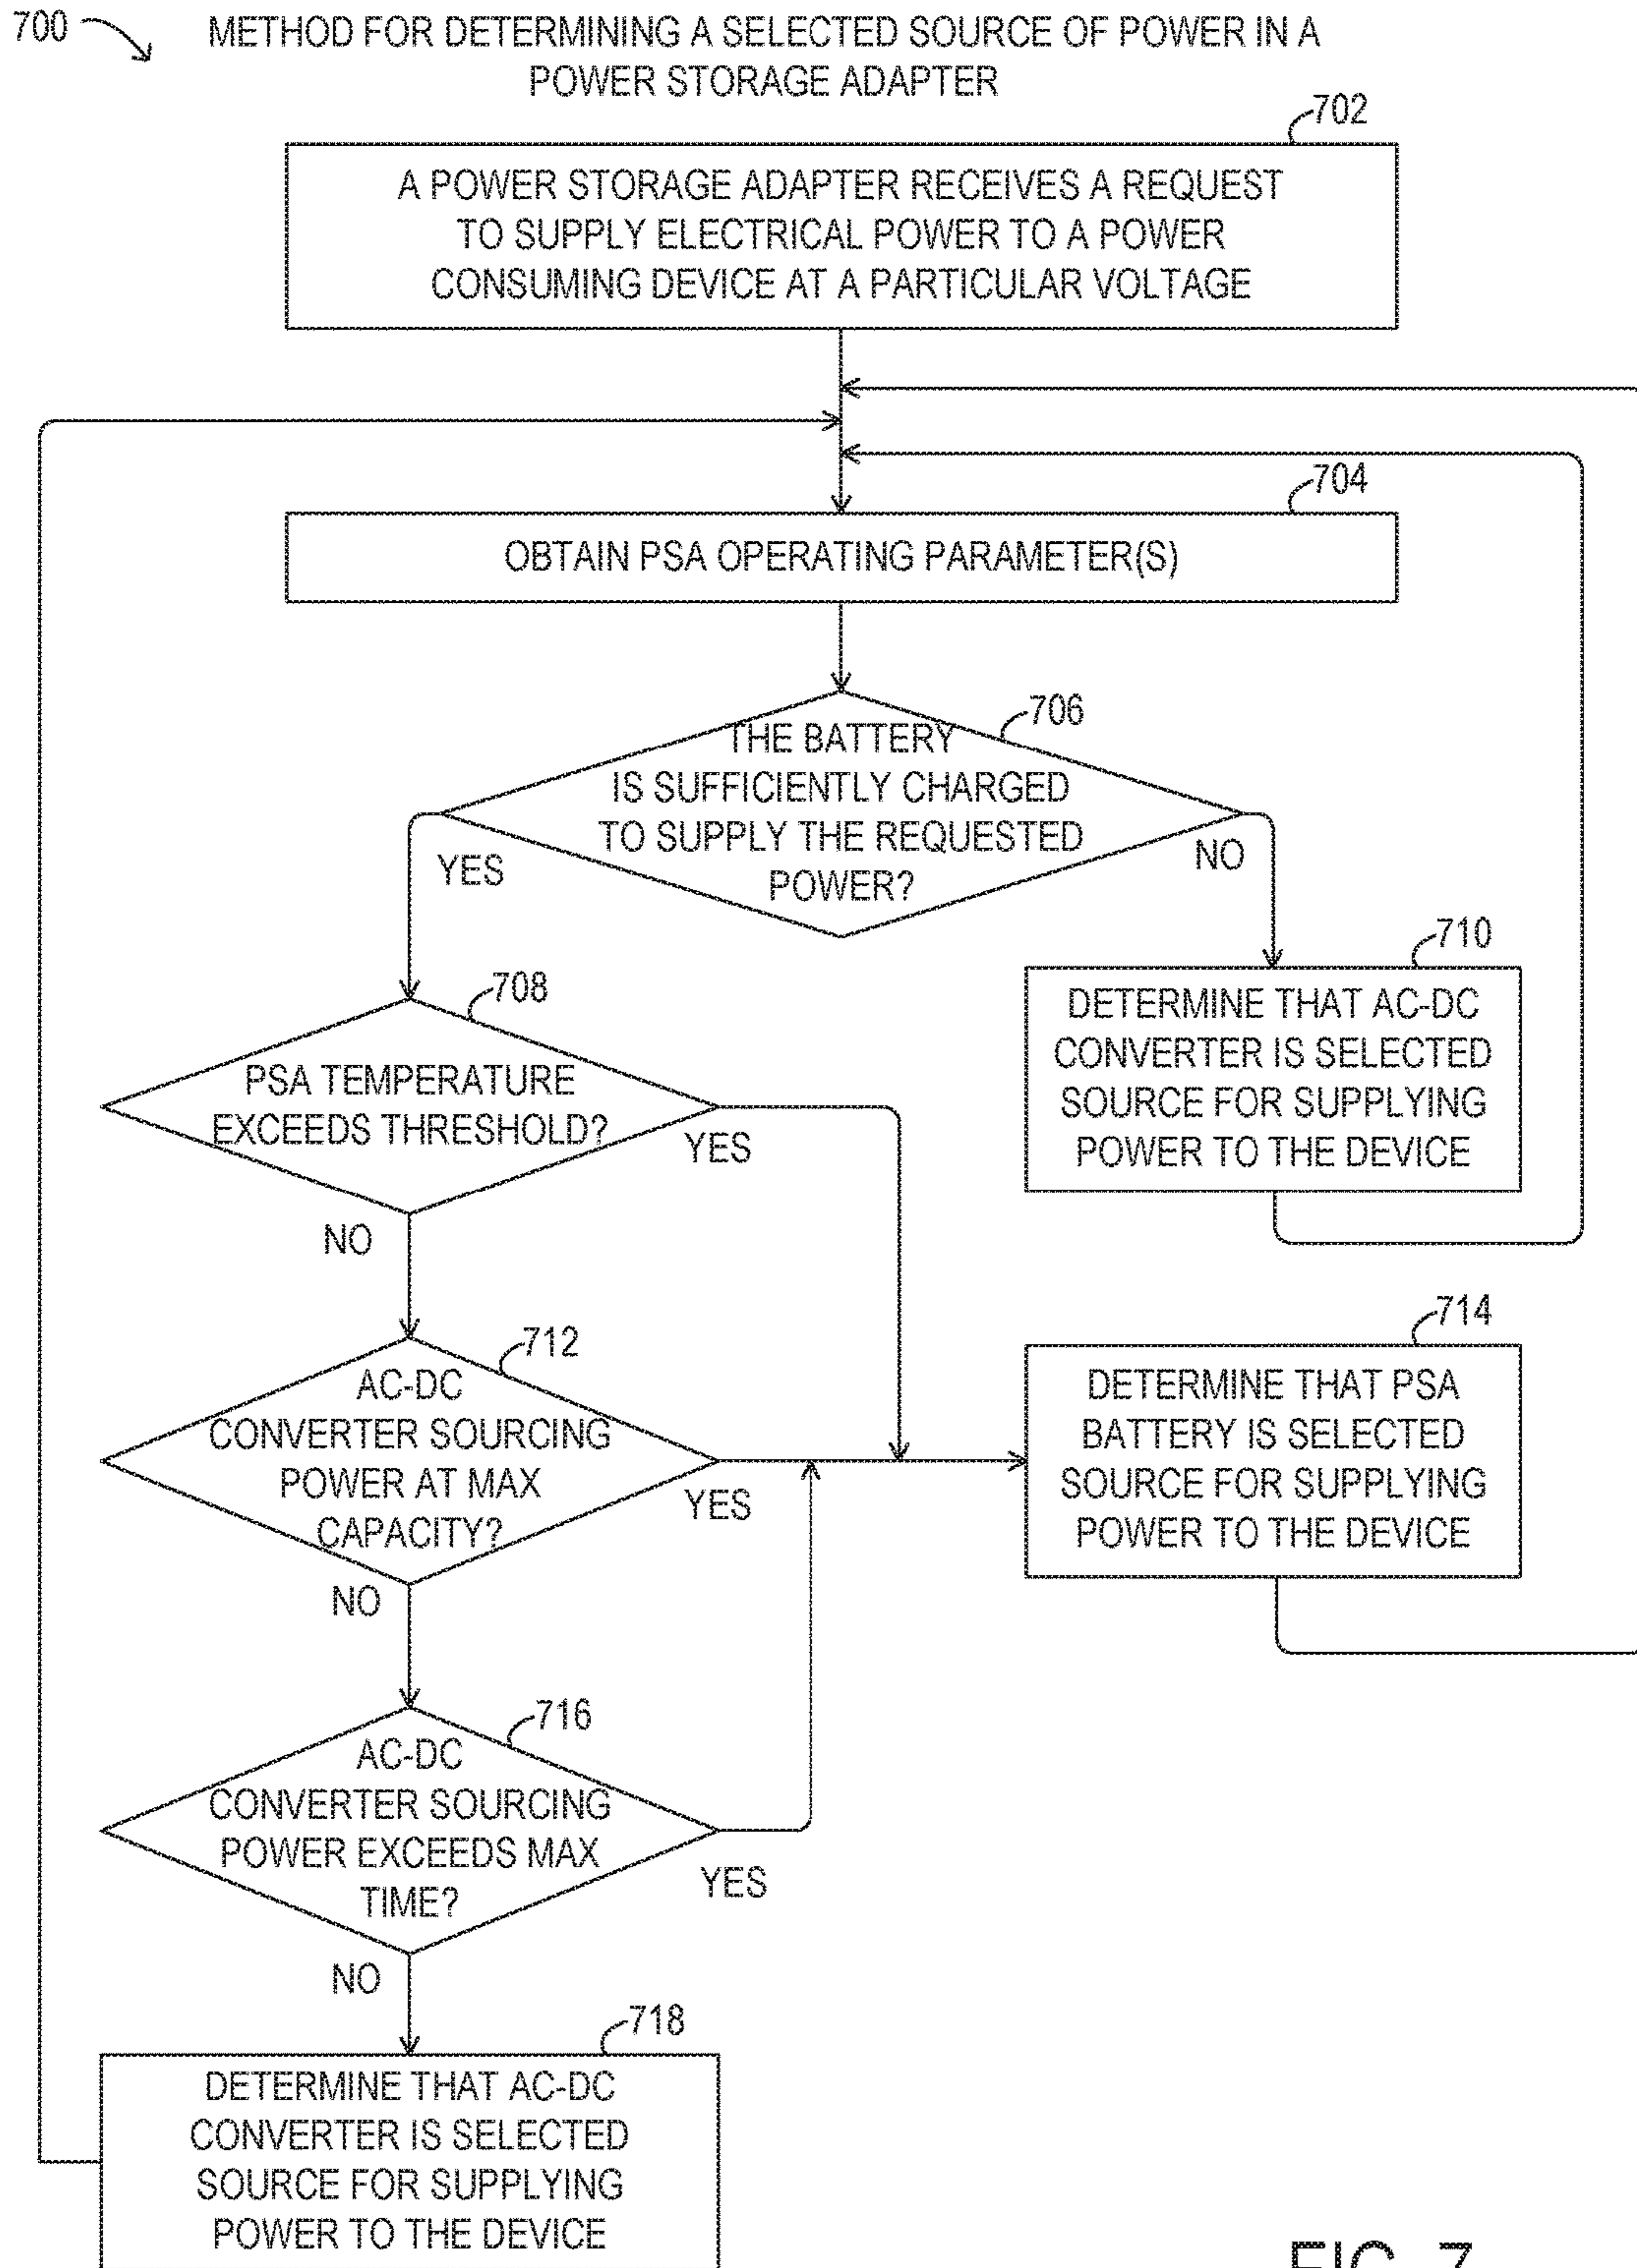 700
METHOD FOR DETERMINING A SELECTED SOURCE OF POWER IN A
POWER STORAGE ADAPTER
702
A POWER STORAGE ADAPTER RECEIVES A REQUEST
TO SUPPLY ELECTRICAL POWER TO A POWER
CONSUMING DEVICE AT A PARTICULAR VOLTAGE
704
OBTAIN PSA OPERATING PARAMETER(S)
706
THE BATTERY
IS SUFFICIENTLY CHARGED
TO SUPPLY THE REQUESTED
POWER?
YES
NO
710
DETERMINE THAT AC-DC
CONVERTER IS SELECTED
SOURCE FOR SUPPLYING
POWER TO THE DEVICE
708
PSA TEMPERATURE
EXCEEDS THRESHOLD?
YES
NO
712
AC-DC
CONVERTER SOURCING
POWER AT MAX
CAPACITY?
YES
NO
714
DETERMINE THAT PSA
BATTERY IS SELECTED
SOURCE FOR SUPPLYING
POWER TO THE DEVICE
716
AC-DC
CONVERTER SOURCING
POWER EXCEEDS MAX
TIME?
YES
NO
718
DETERMINE THAT AC-DC
CONVERTER IS SELECTED
SOURCE FOR SUPPLYING
POWER TO THE DEVICE
FIG. 7